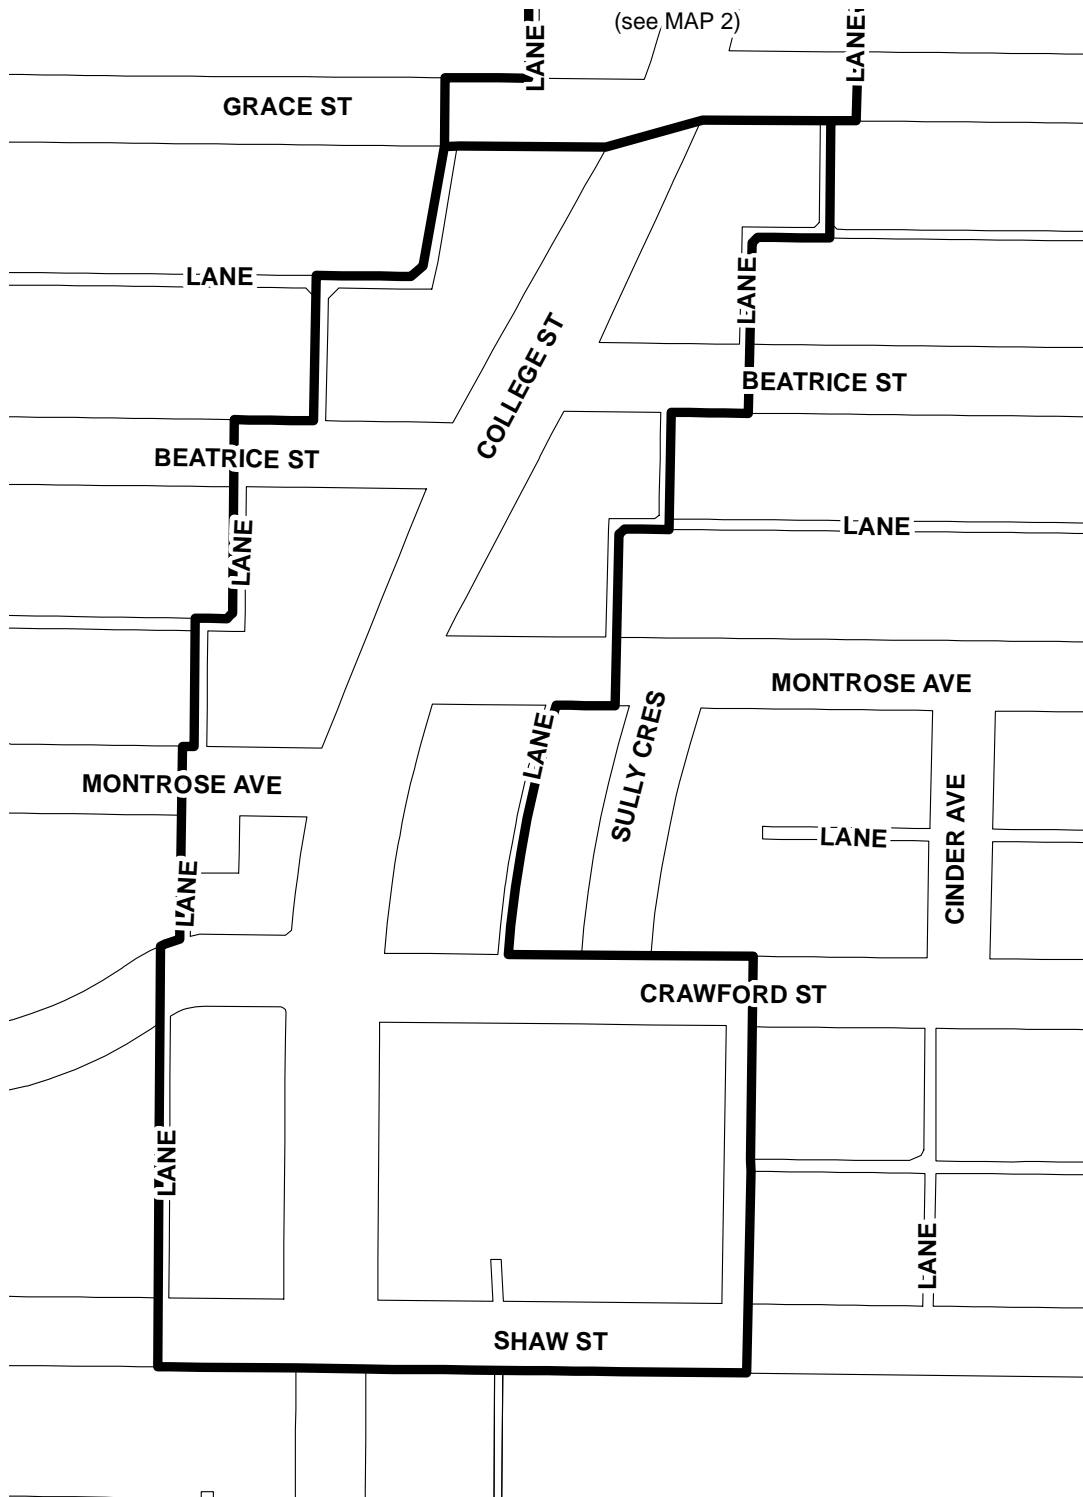 (see MAP 2)
LANE
LANE
GRACE ST
LANE
LANE
COLLEGE ST
BEATRICE ST
BEATRICE ST
LANE
LANE
MONTROSE AVE
SULLY CRES
LANE
MONTROSE AVE
LANE
CINDER AVE
LANE
CRAWFORD ST
LANE
LANE
SHAW ST